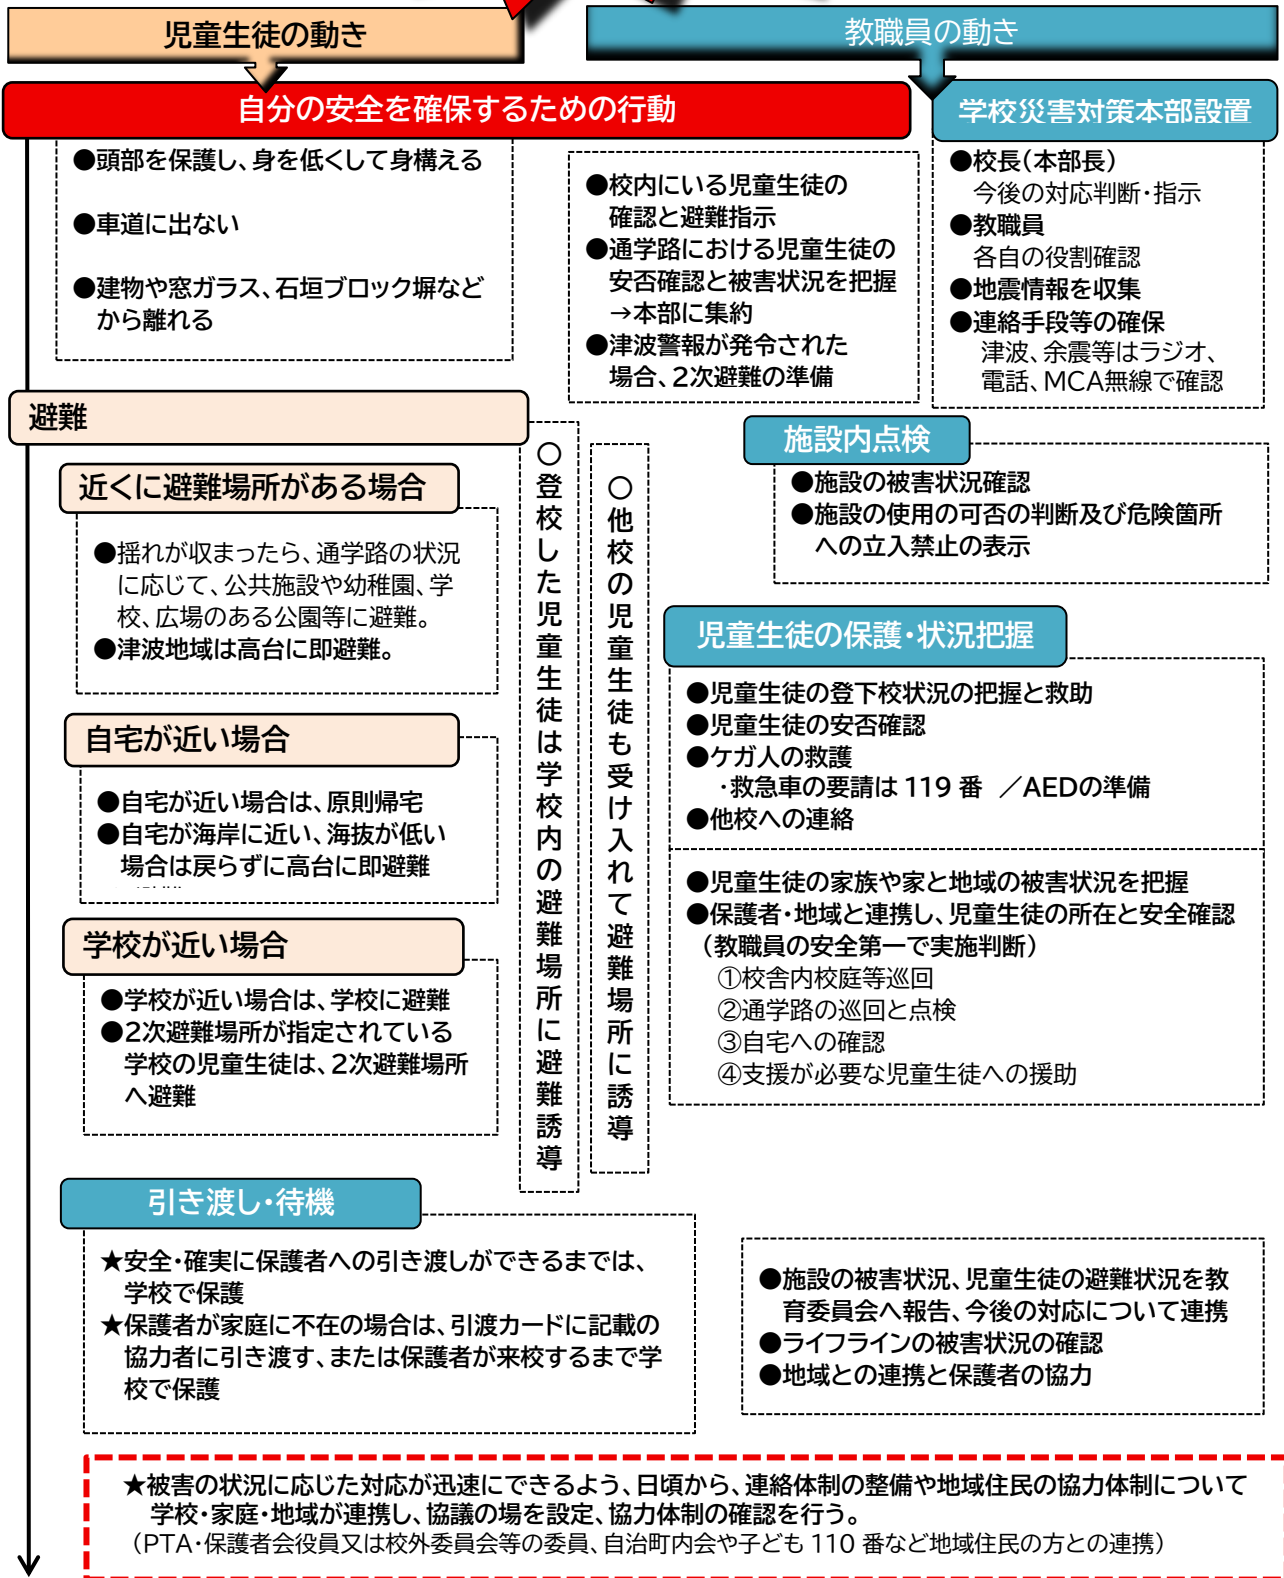 児童生徒の動き
教職員の動き
自分の安全を確保するための行動
学校災害対策本部設置
●頭部を保護し、身を低くして身構える
●車道に出ない
●建物や窓ガラス、石垣ブロック塀など
から離れる
●校内にいる児童生徒の
確認と避難指示
●通学路における児童生徒の
安否確認と被害状況を把握
→本部に集約
●津波警報が発令された
場合、2次避難の準備
●校長(本部長)
今後の対応判断・指示
●教職員
各自の役割確認
●地震情報を収集
●連絡手段等の確保
津波、余震等はラジオ、
電話、MCA無線で確認
避難
近くに避難場所がある場合
●揺れが収まったら、通学路の状況
に応じて、公共施設や幼稚園、学
校、広場のある公園等に避難。
●津波地域は高台に即避難。
自宅が近い場合
●自宅が近い場合は、原則帰宅
●自宅が海岸に近い、海抜が低い
場合は戻らずに高台に即避難
学校が近い場合
●学校が近い場合は、学校に避難
●2次避難場所が指定されている
学校の児童生徒は、2次避難場所
へ避難
○登校した児童生徒は学校内の避難場所に避難誘導
○他校の児童生徒も受け入れて避難場所に誘導
施設内点検
●施設の被害状況確認
●施設の使用の可否の判断及び危険箇所
への立入禁止の表示
児童生徒の保護・状況把握
●児童生徒の登下校状況の把握と救助
●児童生徒の安否確認
●ケガ人の救護
・救急車の要請は 119 番 ／AEDの準備
●他校への連絡
●児童生徒の家族や家と地域の被害状況を把握
●保護者・地域と連携し、児童生徒の所在と安全確認
(教職員の安全第一で実施判断)
①校舎内校庭等巡回
②通学路の巡回と点検
③自宅への確認
④支援が必要な児童生徒への援助
引き渡し・待機
★安全・確実に保護者への引き渡しができるまでは、
学校で保護
★保護者が家庭に不在の場合は、引渡カードに記載の
協力者に引き渡す、または保護者が来校するまで学
校で保護
●施設の被害状況、児童生徒の避難状況を教
育委員会へ報告、今後の対応について連携
●ライフラインの被害状況の確認
●地域との連携と保護者の協力
★被害の状況に応じた対応が迅速にできるよう、日頃から、連絡体制の整備や地域住民の協力体制について
学校・家庭・地域が連携し、協議の場を設定、協力体制の確認を行う。
(PTA・保護者会役員又は校外委員会等の委員、自治町内会や子ども 110 番など地域住民の方との連携)